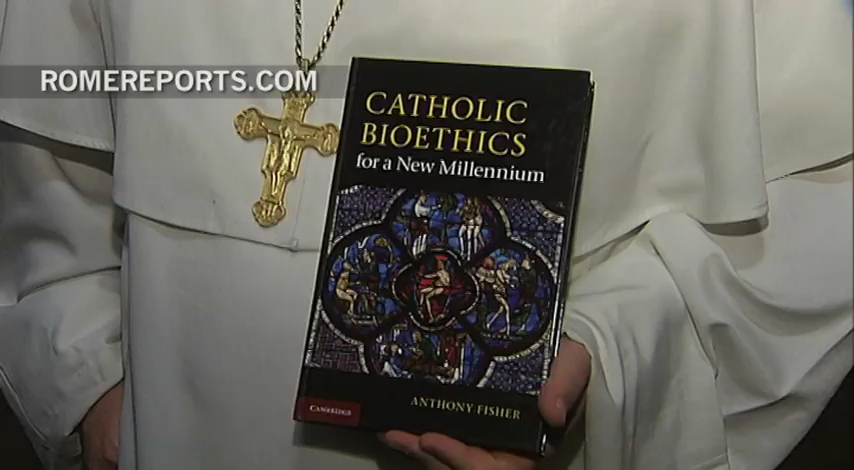 ROMEREPORTS.COM
CATHOLIC
BIOETHICS
for a New Millennium
CAMBRIDGE
ANTHONY FISHER